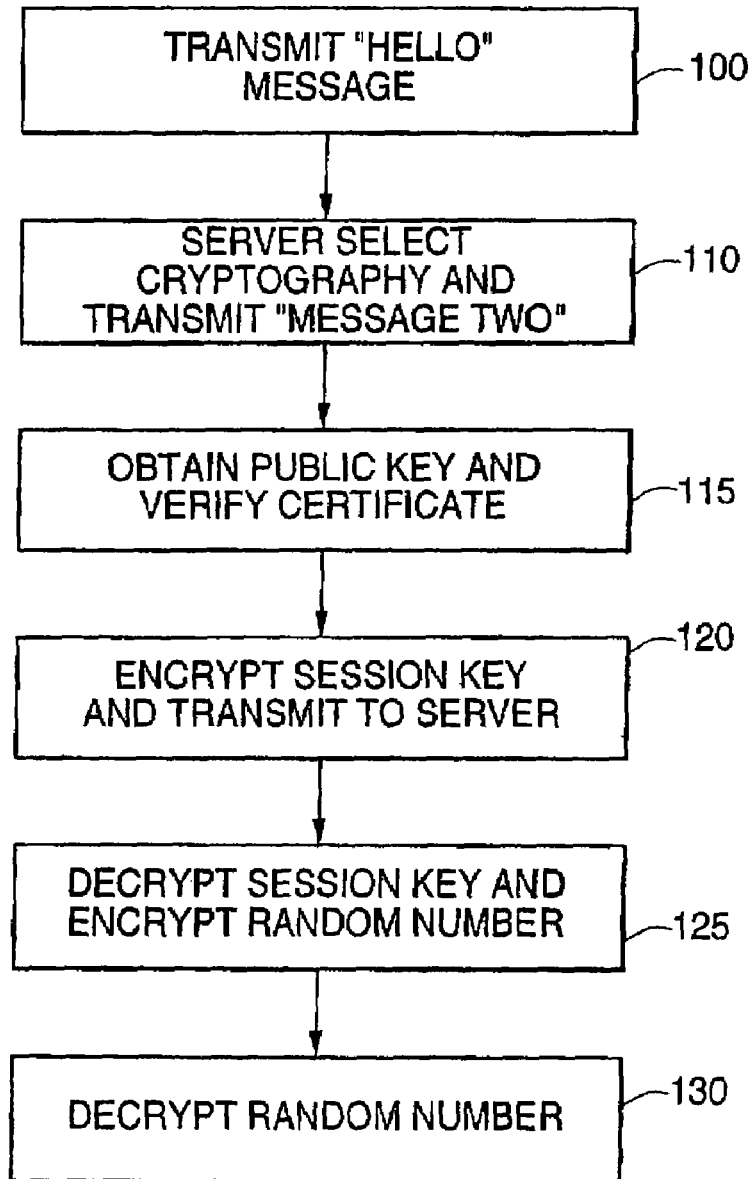 TRANSMIT "HELLO"
MESSAGE
100
SERVER SELECT
CRYPTOGRAPHY AND
TRANSMIT "MESSAGE TWO"
110
OBTAIN PUBLIC KEY AND
VERIFY CERTIFICATE
115
ENCRYPT SESSION KEY
AND TRANSMIT TO SERVER
120
DECRYPT SESSION KEY AND
ENCRYPT RANDOM NUMBER
125
DECRYPT RANDOM NUMBER
130